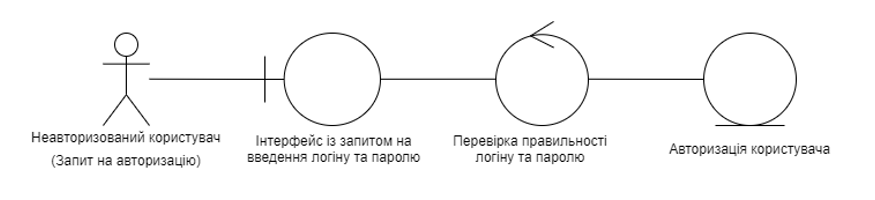 Неавторизований користувач
(Запит на авторизацію)
Інтерфейс із запитом на
введення логіну та паролю
Перевірка правильності
логіну та паролю
Авторизація користувача